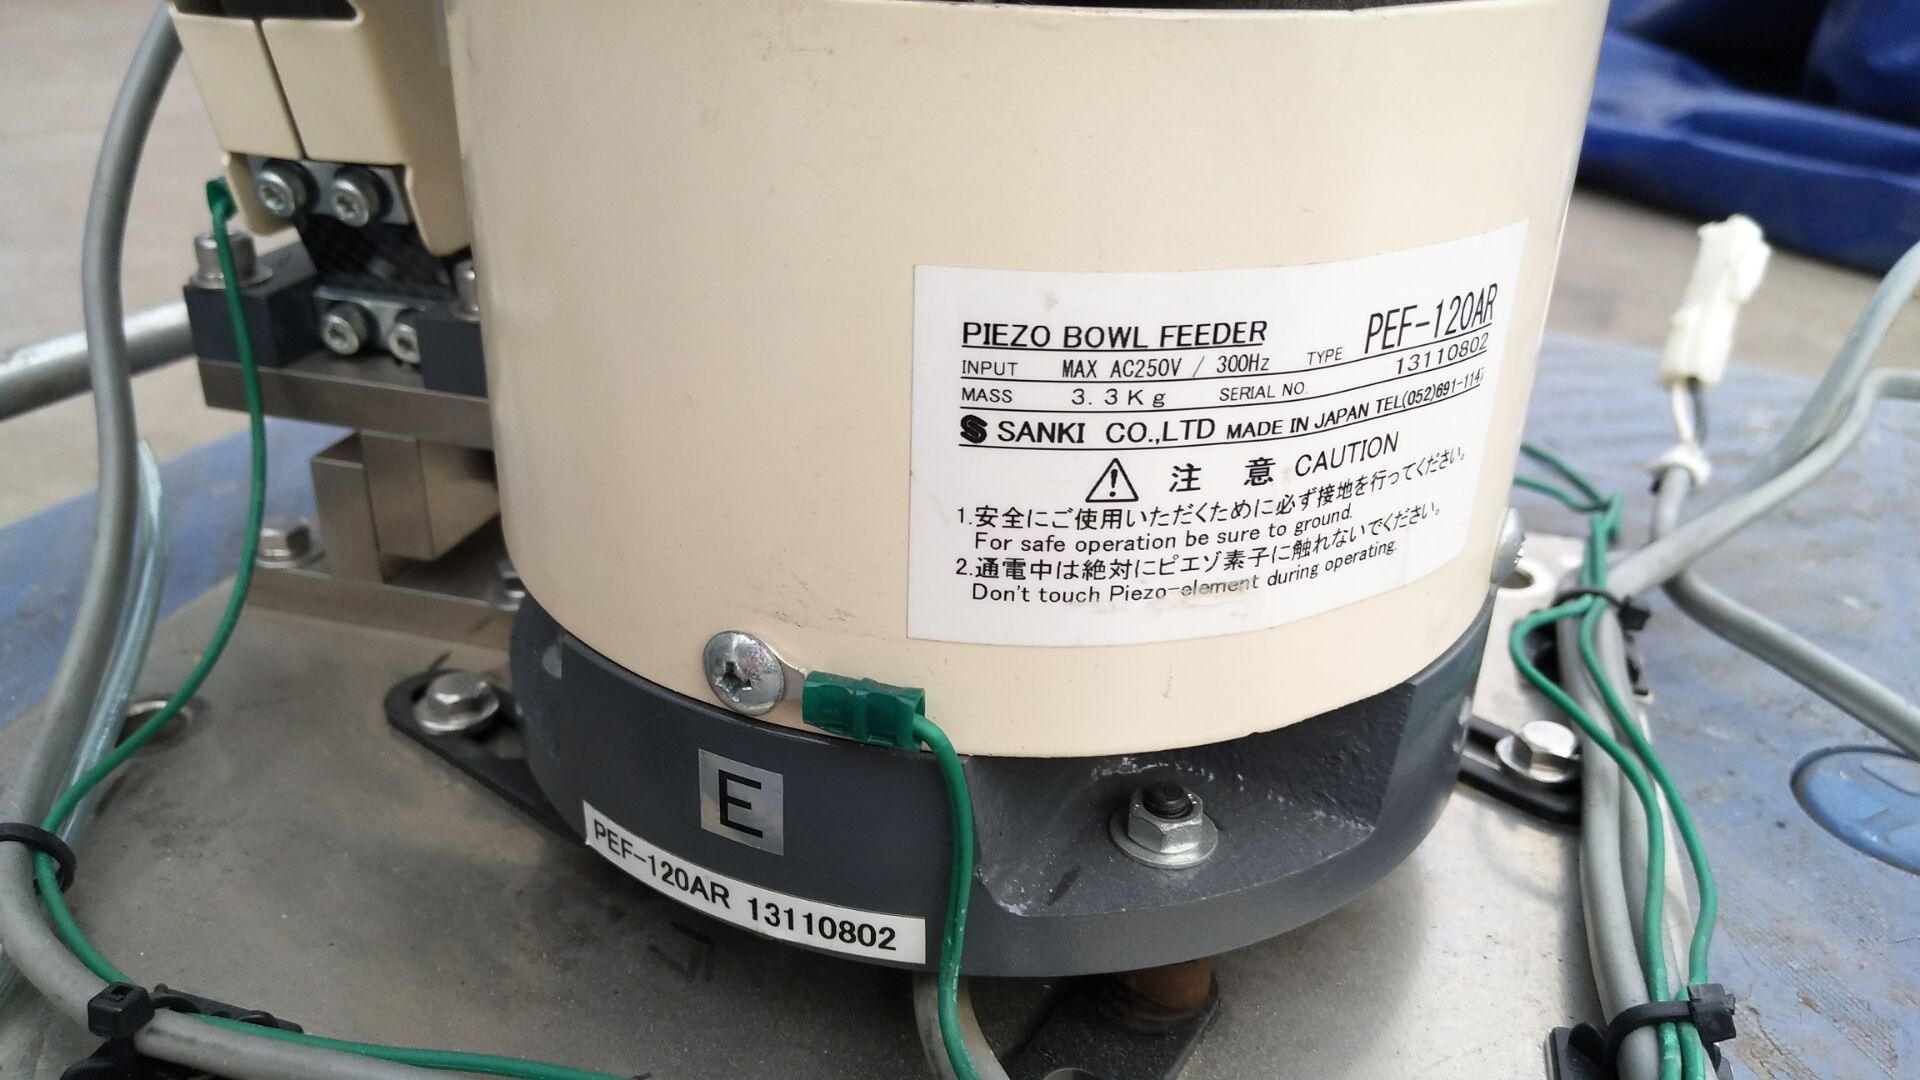 PIEZO BOWL FEEDER TYPE PEF-120AR
INPUT MAX AC250V / 300Hz
MASS 3.3Kg SERIAL NO. 13110802
SANKI CO.,LTD MADE IN JAPAN TEL(052)691-1147
注意 CAUTION
1.安全にご使用いただくために必ず接地を行ってください。
For safe operation be sure to ground.
2.通電中は絶対にピエゾ素子に触れないでください。
Don't touch Piezo-element during operating.
E
PEF-120AR 13110802